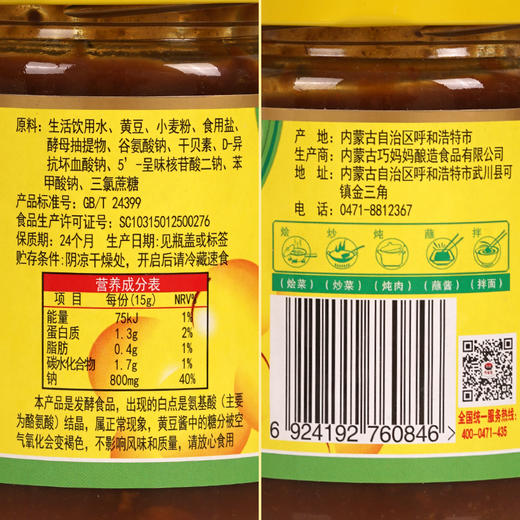 原料：生活饮用水、黄豆、小麦粉、食用盐、
酵母抽提物、谷氨酸钠、干贝素、D-异
抗坏血酸钠、5'-呈味核苷酸二钠、苯
甲酸钠、三氯蔗糖
产品标准号：GB/T 24399
食品生产许可证号：SC10315012500276
保质期：24个月 生产日期：见瓶盖或标签
贮存条件：阴凉干燥处，开启后请冷藏速食
营养成分表
项目 每份(15g) NRV%
能量 75kJ 1%
蛋白质 1.3g 2%
脂肪 0.4g 1%
碳水化合物 1.7g 1%
钠 800mg 40%
本产品是发酵食品，出现的白点是氨基酸（主要
为酪氨酸）结晶，属正常现象，黄豆酱中的糖分被空
气氧化会变褐色，不影响风味和质量，请放心食用
产地：内蒙古自治区呼和浩特市
生产商：内蒙古巧妈妈酿造食品有限公司
地址：内蒙古自治区呼和浩特市武川县可
镇金三角
电话：0471-8812367
烩 炒 炖 蘸 拌
(烩菜) (炒菜) (炖肉) (蘸酱) (拌面)
6 924192 760846
全国统一服务热线:
400-0471-435